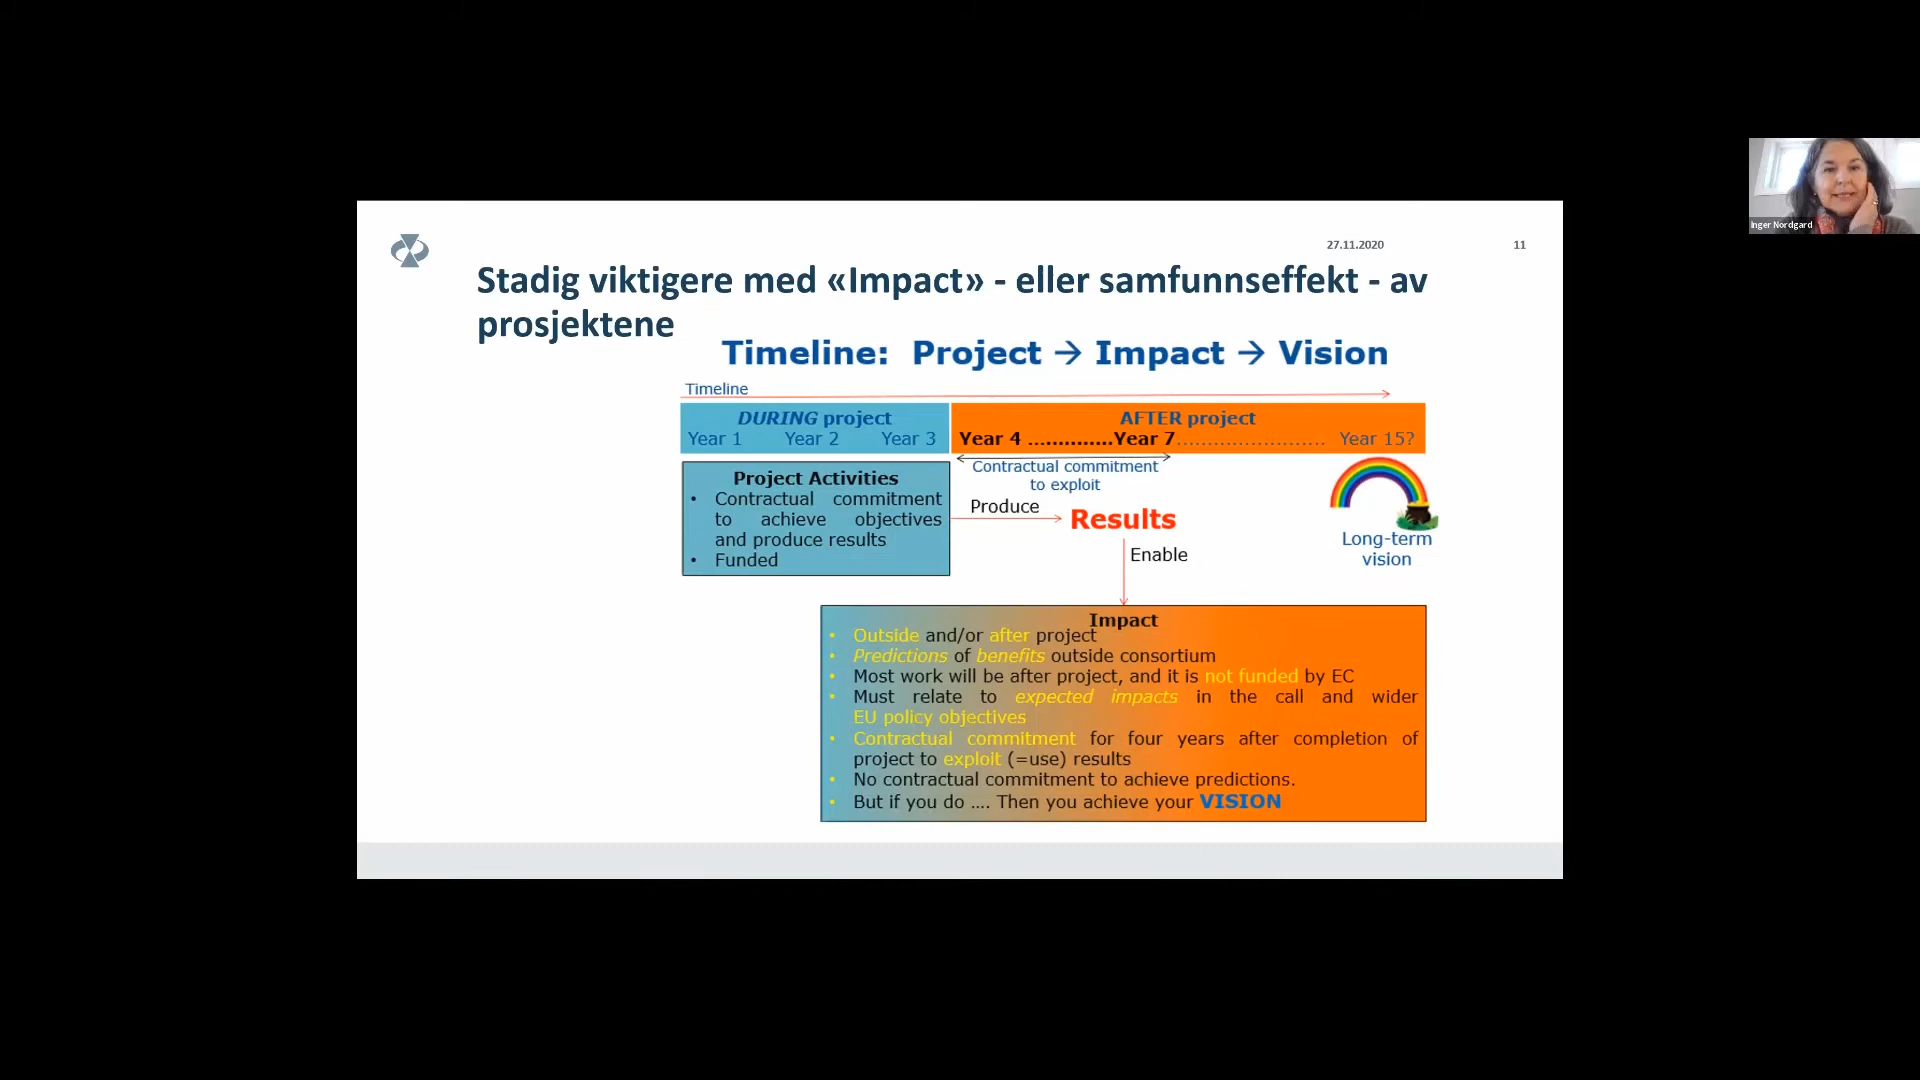 27.11.2020 11
Stadig viktigere med «Impact» - eller samfunnseffekt - av
prosjektene
Timeline: Project → Impact → Vision
Timeline
DURING project
Year 1 Year 2 Year 3
AFTER project
Year 4 .............Year 7........................ Year 15?
Project Activities
• Contractual commitment
to achieve objectives
and produce results
• Funded
Contractual commitment
to exploit
Produce
Results
Enable
Long-term
vision
Impact
• Outside and/or after project
• Predictions of benefits outside consortium
• Most work will be after project, and it is not funded by EC
• Must relate to expected impacts in the call and wider
EU policy objectives
• Contractual commitment for four years after completion of
project to exploit (=use) results
• No contractual commitment to achieve predictions.
• But if you do .... Then you achieve your VISION
Inger Nordgard